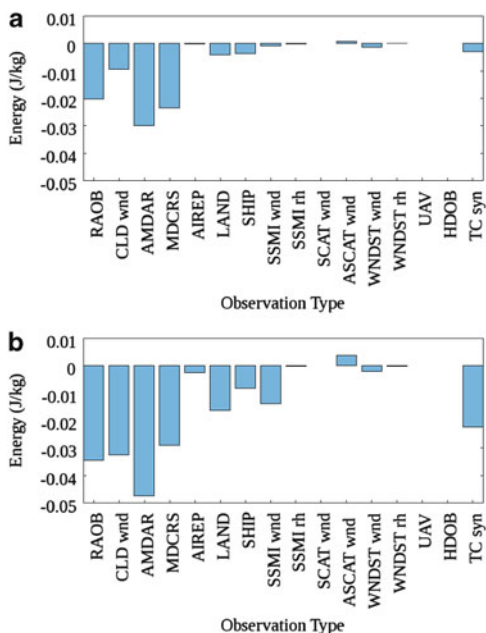 a
0.01
0
-0.01
-0.02
-0.03
-0.04
-0.05
Energy (J/kg)
RAOB
CLD wnd
AMDAR
MDCRS
AIREP
LAND
SHIP
SSMI wnd
SSMI rh
SCAT wnd
ASCAT wnd
WNDST wnd
WNDST rh
UAV
HDOB
TC syn
Observation Type
b
0.01
0
-0.01
-0.02
-0.03
-0.04
-0.05
Energy (J/kg)
RAOB
CLD wnd
AMDAR
MDCRS
AIREP
LAND
SHIP
SSMI wnd
SSMI rh
SCAT wnd
ASCAT wnd
WNDST wnd
WNDST rh
UAV
HDOB
TC syn
Observation Type